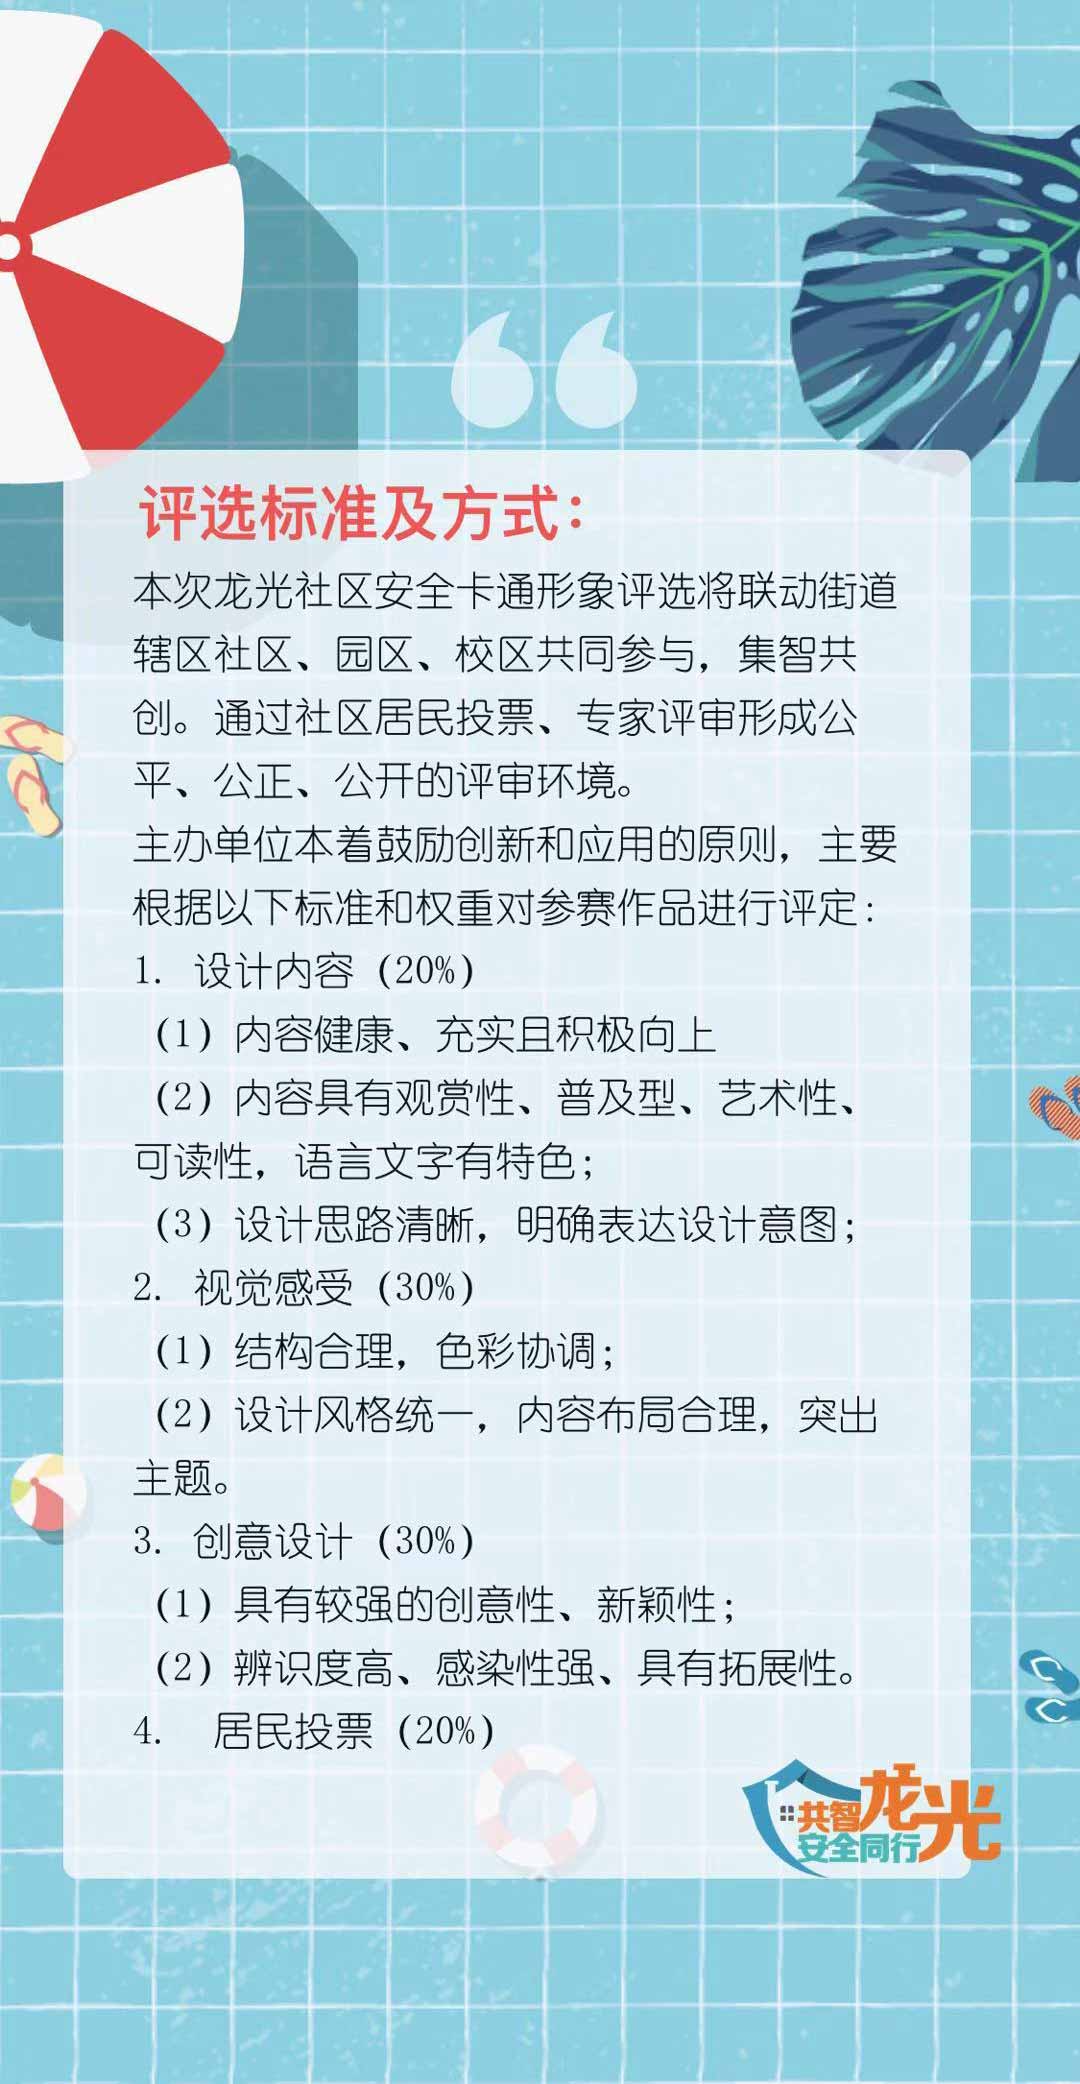 评选标准及方式：
本次龙光社区安全卡通形象评选将联动街道
辖区社区、园区、校区共同参与，集智共
创。通过社区居民投票、专家评审形成公
平、公正、公开的评审环境。
主办单位本着鼓励创新和应用的原则，主要
根据以下标准和权重对参赛作品进行评定：
1. 设计内容（20%）
（1）内容健康、充实且积极向上
（2）内容具有观赏性、普及型、艺术性、
可读性，语言文字有特色；
（3）设计思路清晰，明确表达设计意图；
2. 视觉感受（30%）
（1）结构合理，色彩协调；
（2）设计风格统一，内容布局合理，突出
主题。
3. 创意设计（30%）
（1）具有较强的创意性、新颖性；
（2）辨识度高、感染性强、具有拓展性。
4. 居民投票（20%）
共智龙光
安全同行